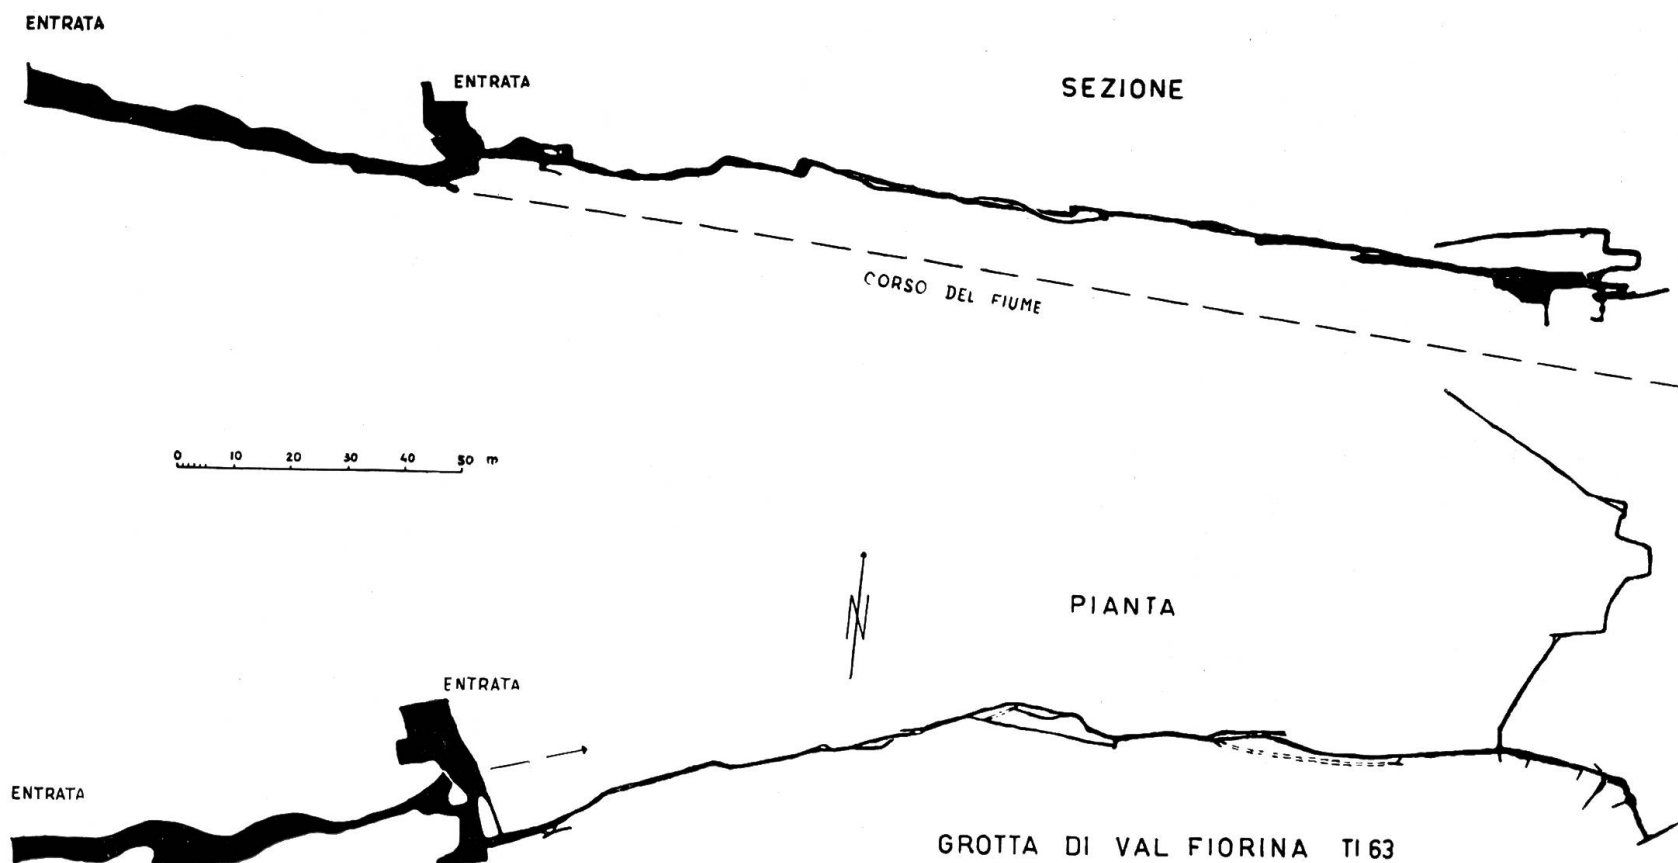 ENTRATA
ENTRATA
SEZIONE
CORSO DEL FIUME
0 10 20 30 40 50 m
N
PIANTA
ENTRATA
ENTRATA
GROTTA DI VAL FIORINA TI 63